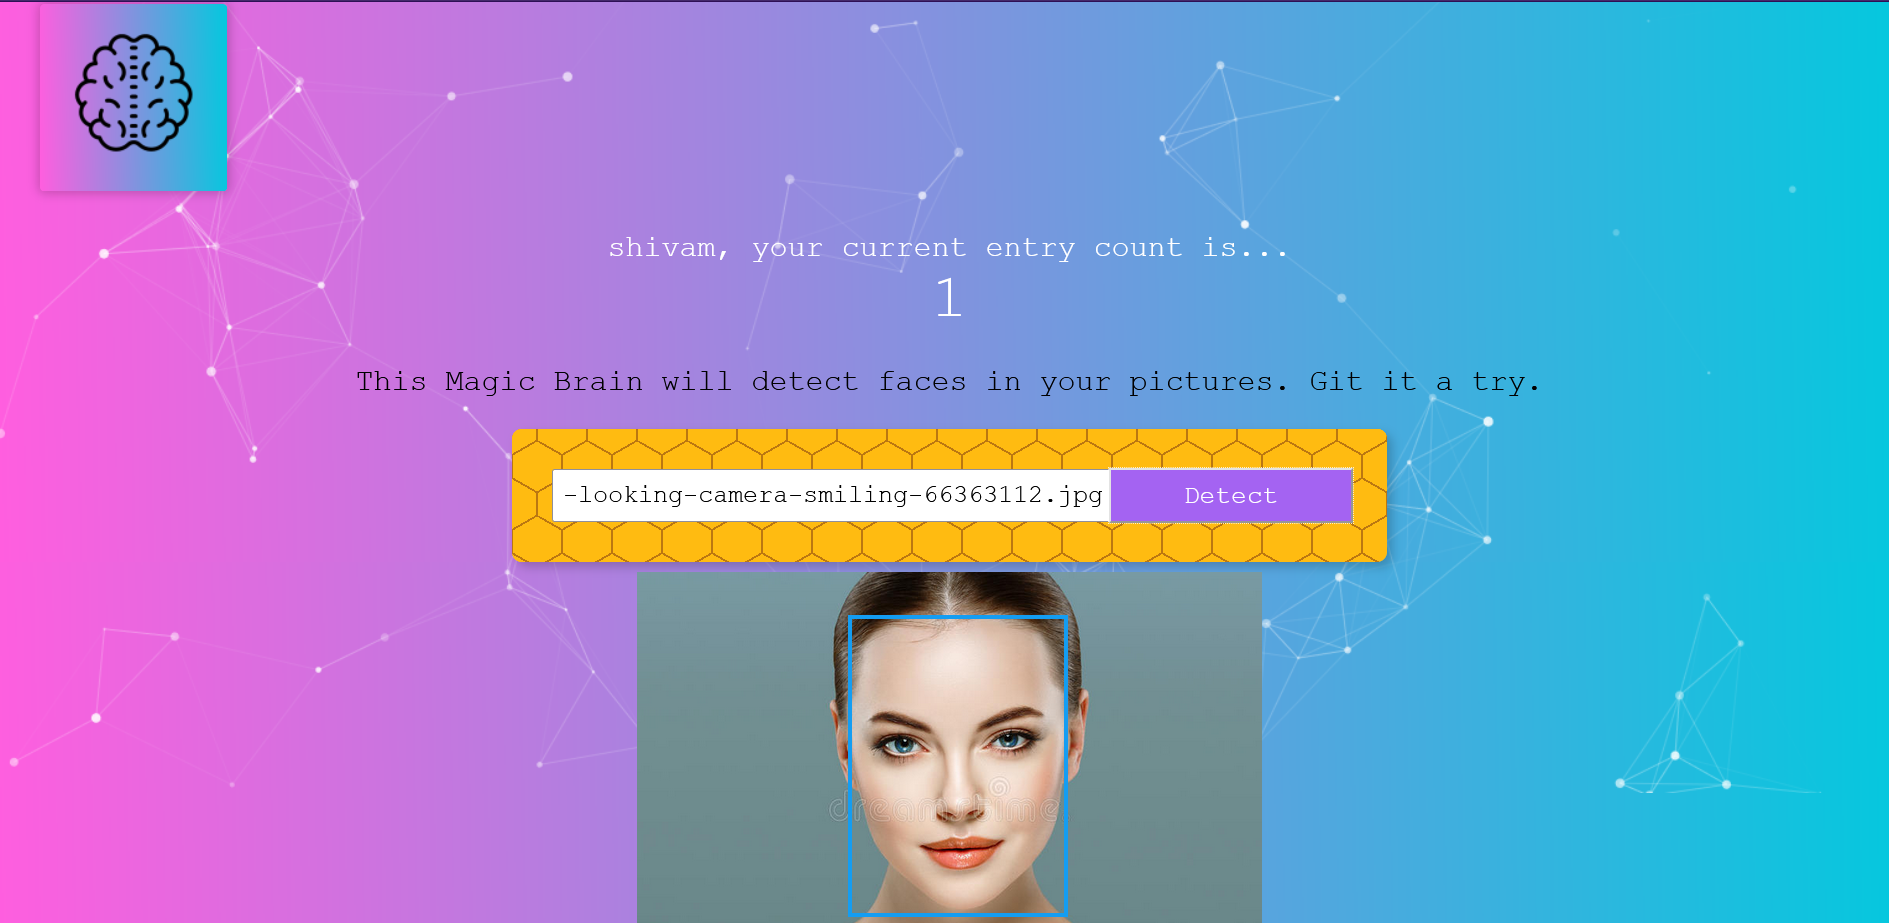 shivam, your current entry count is...
1
This Magic Brain will detect faces in your pictures. Git it a try.
-looking-camera-smiling-66363112.jpg Detect
dreamstime